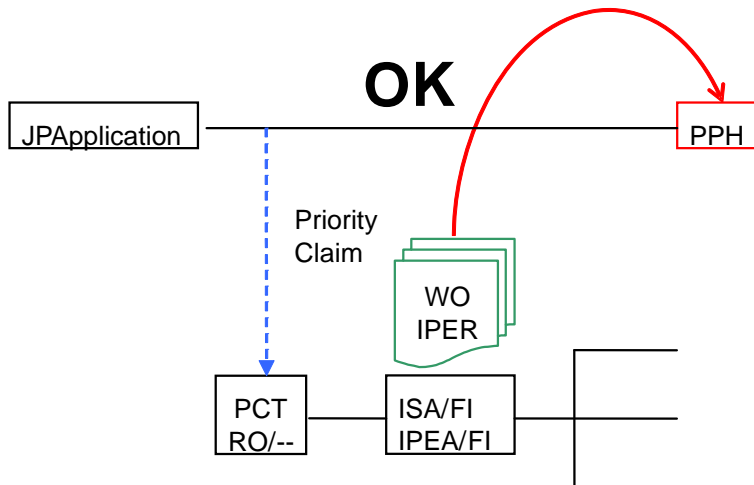 OK
JPApplication
PPH
Priority
Claim
WO
IPER
PCT
RO/--
ISA/FI
IPEA/FI